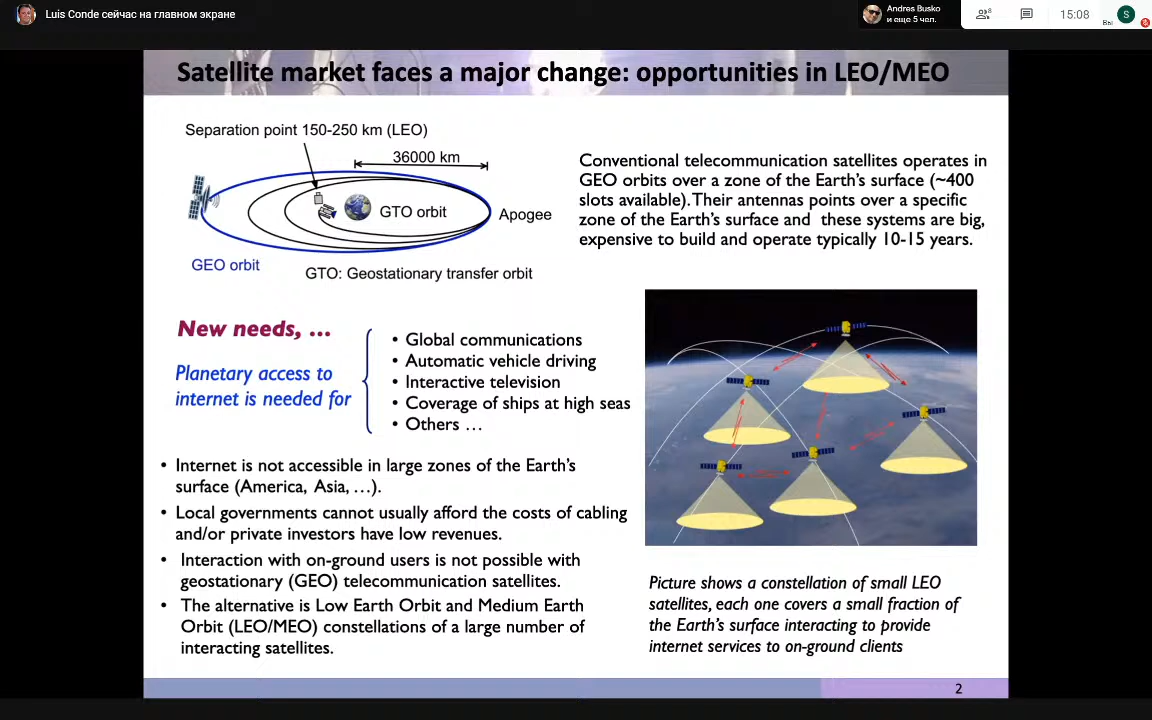 Luis Conde сейчас на главном экране
Andres Busko
и еще 5 чел.
8
15:08
Вы
S
Satellite market faces a major change: opportunities in LEO/MEO
Separation point 150-250 km (LEO)
36000 km
GTO orbit
Apogee
GEO orbit
GTO: Geostationary transfer orbit
Conventional telecommunication satellites operates in
GEO orbits over a zone of the Earth's surface (~400
slots available). Their antennas points over a specific
zone of the Earth's surface and these systems are big,
expensive to build and operate typically 10-15 years.
New needs, ...
Planetary access to
internet is needed for
• Global communications
• Automatic vehicle driving
• Interactive television
• Coverage of ships at high seas
• Others ...
• Internet is not accessible in large zones of the Earth's
surface (America, Asia, ...).
• Local governments cannot usually afford the costs of cabling
and/or private investors have low revenues.
• Interaction with on-ground users is not possible with
geostationary (GEO) telecommunication satellites.
• The alternative is Low Earth Orbit and Medium Earth
Orbit (LEO/MEO) constellations of a large number of
interacting satellites.
Picture shows a constellation of small LEO
satellites, each one covers a small fraction of
the Earth's surface interacting to provide
internet services to on-ground clients
2